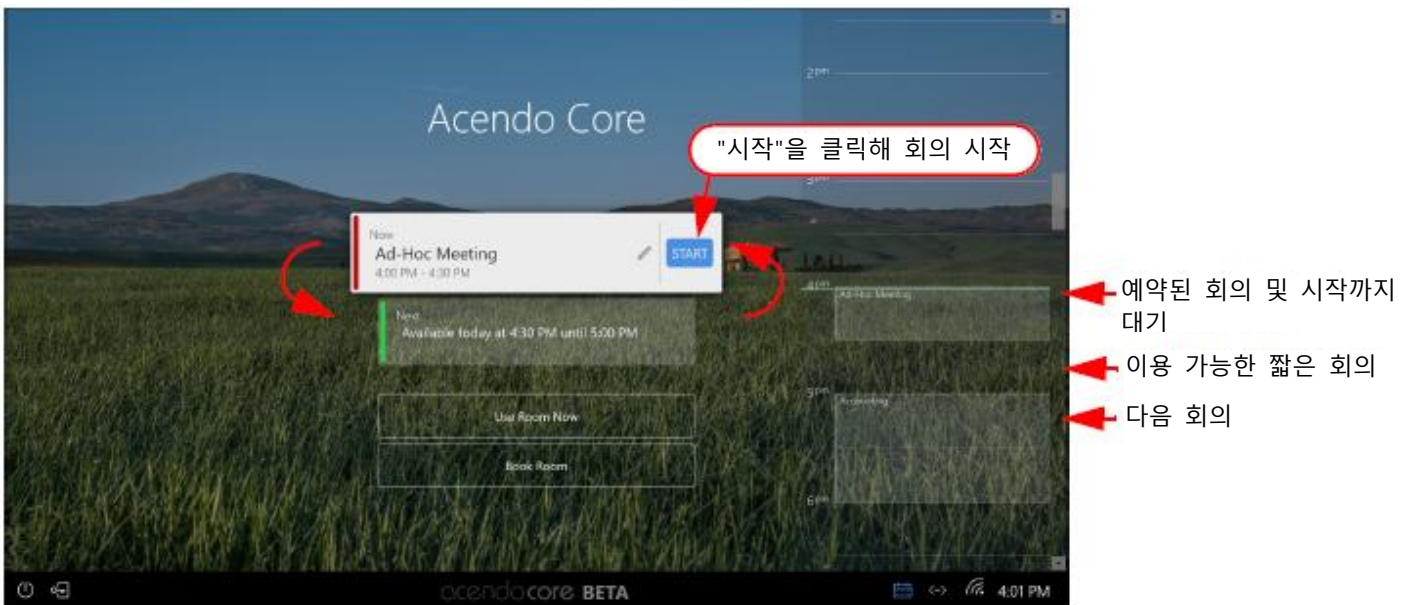 Acendo Core
"시작"을 클릭해 회의 시작
Now
Ad-Hoc Meeting
4:00 PM - 4:30 PM
START
Next
Available today at 4:30 PM until 5:00 PM
Use Room Now
Book Room
2pm
3pm
4pm
Ad-Hoc Meeting
5pm
Accounting
6pm
예약된 회의 및 시작까지
대기
이용 가능한 짧은 회의
다음 회의
acendocore BETA
4:01 PM